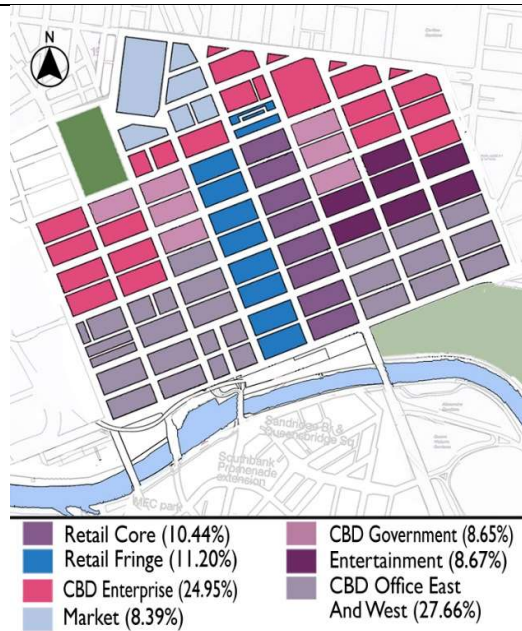 N
Sandridge Bri &
Queensbridge Sq
Southbank
Promenade
extension
MEC park
Retail Core (10.44%)
Retail Fringe (11.20%)
CBD Enterprise (24.95%)
Market (8.39%)
CBD Government (8.65%)
Entertainment (8.67%)
CBD Office East
And West (27.66%)